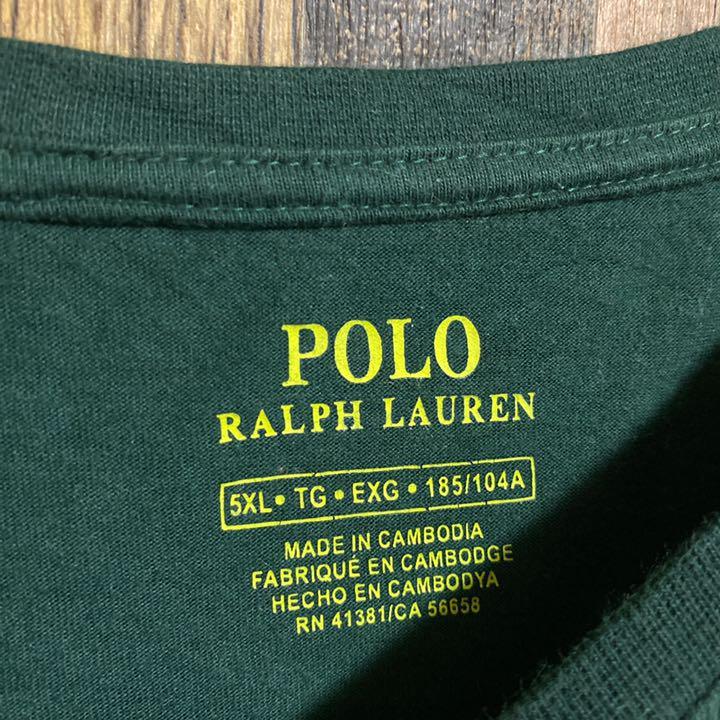 POLO
RALPH LAUREN
5XL • TG • EXG • 185/104A
MADE IN CAMBODIA
FABRIQUÉ EN CAMBODGE
HECHO EN CAMBODYA
RN 41381/CA 56658